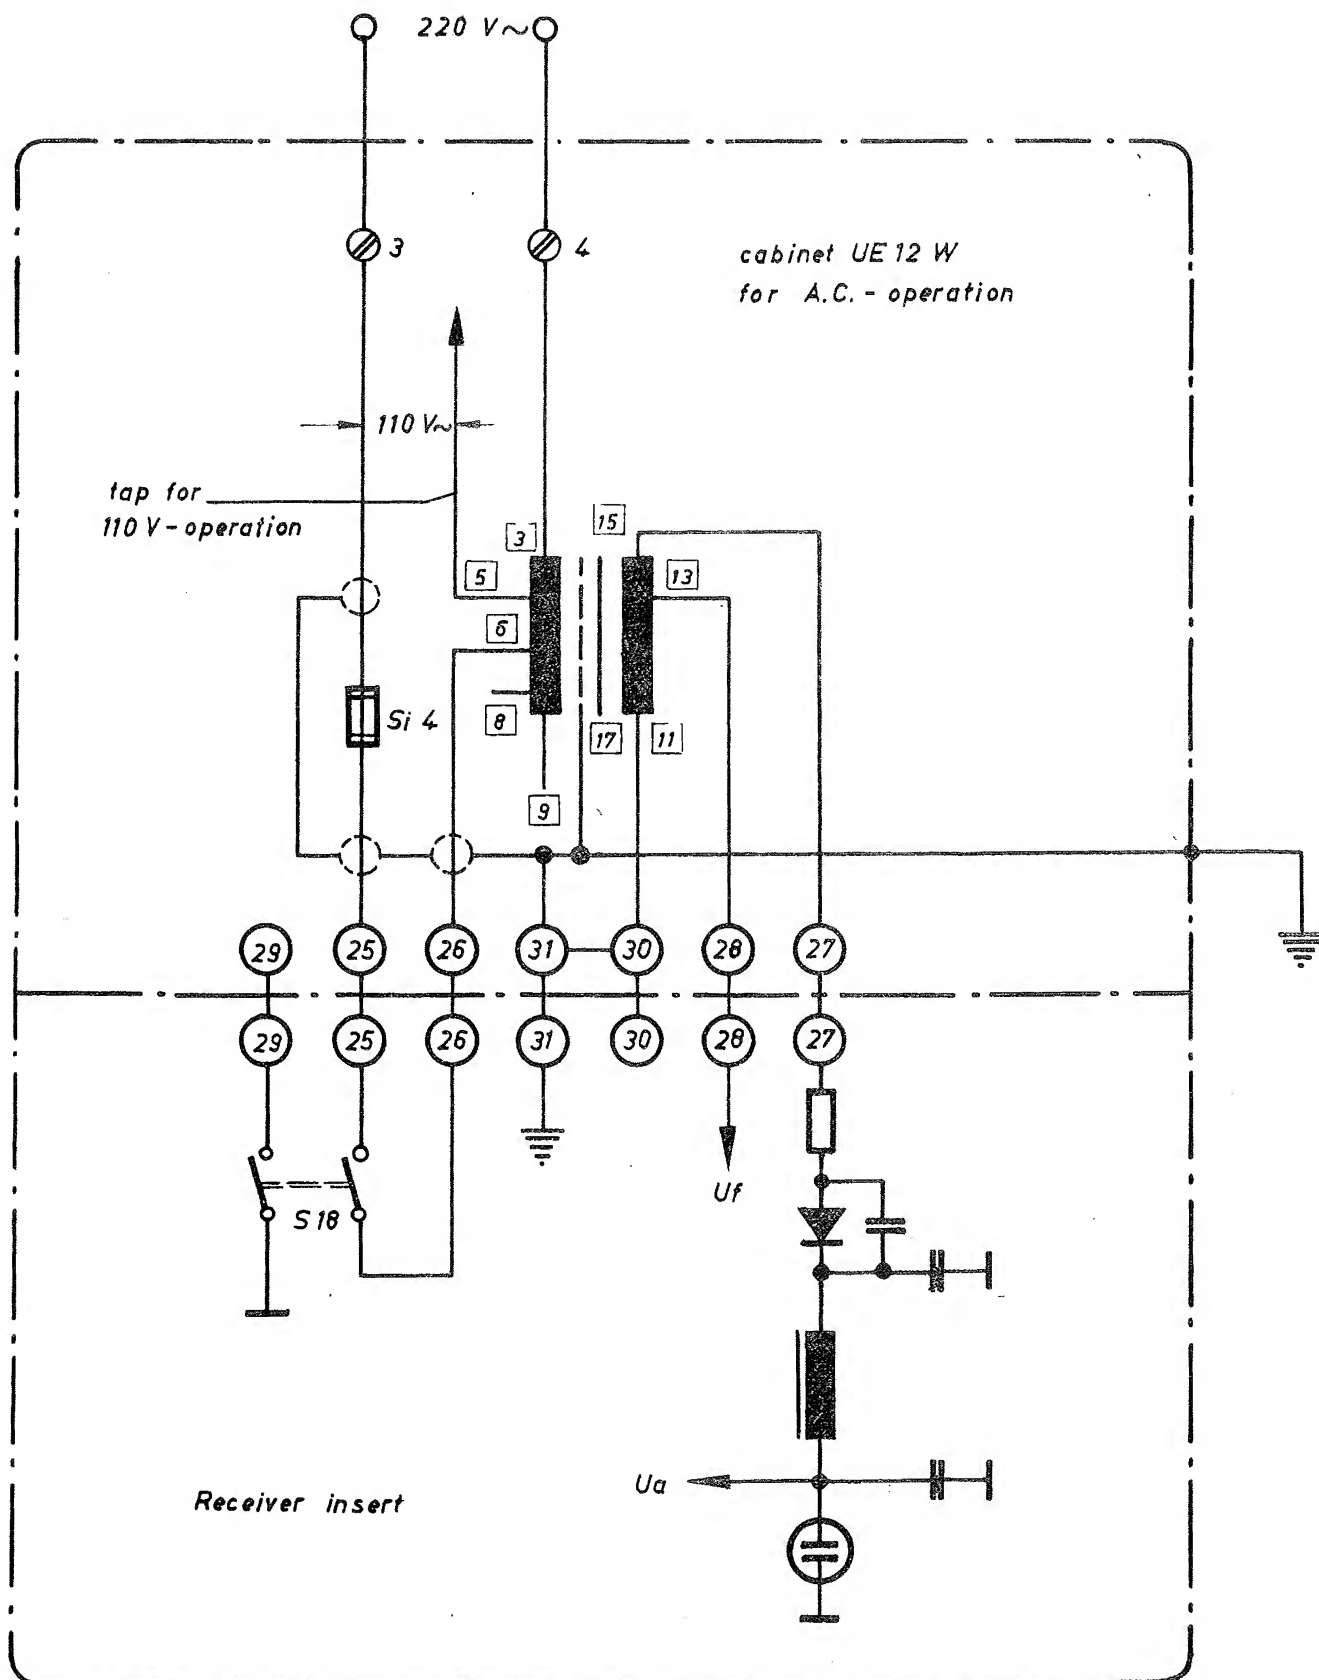 220 V~
3
4
cabinet UE 12 W
for A.C. - operation
110 V~
tap for
110 V - operation
3
15
5
13
6
Si 4
8
17
11
9
29
25
26
31
30
28
27
29
25
26
31
30
28
27
S 18
Uf
Ua
Receiver insert